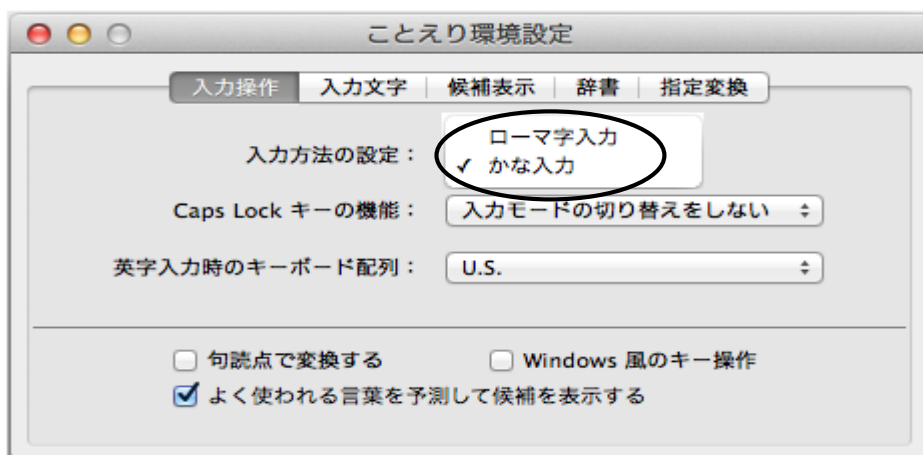 ことえり環境設定
入力操作 入力文字 候補表示 辞書 指定変換
ローマ字入力
入力方法の設定：
✓ かな入力
Caps Lock キーの機能： 入力モードの切り替えをしない
英字入力時のキーボード配列： U.S.
句読点で変換する Windows 風のキー操作
よく使われる言葉を予測して候補を表示する